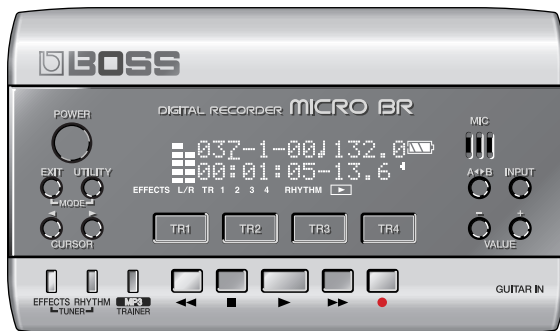 BOSS
POWER
DIGITAL RECORDER MICRO BR
MIC
03Z-1-00♩132.0
00:01:05-13.6
EXIT UTILITY
A◄►B INPUT
EFFECTS L/R TR 1 2 3 4 RHYTHM
MODE
CURSOR
TR1 TR2 TR3 TR4
− +
VALUE
EFFECTS RHYTHM MP3
TUNER TRAINER
GUITAR IN